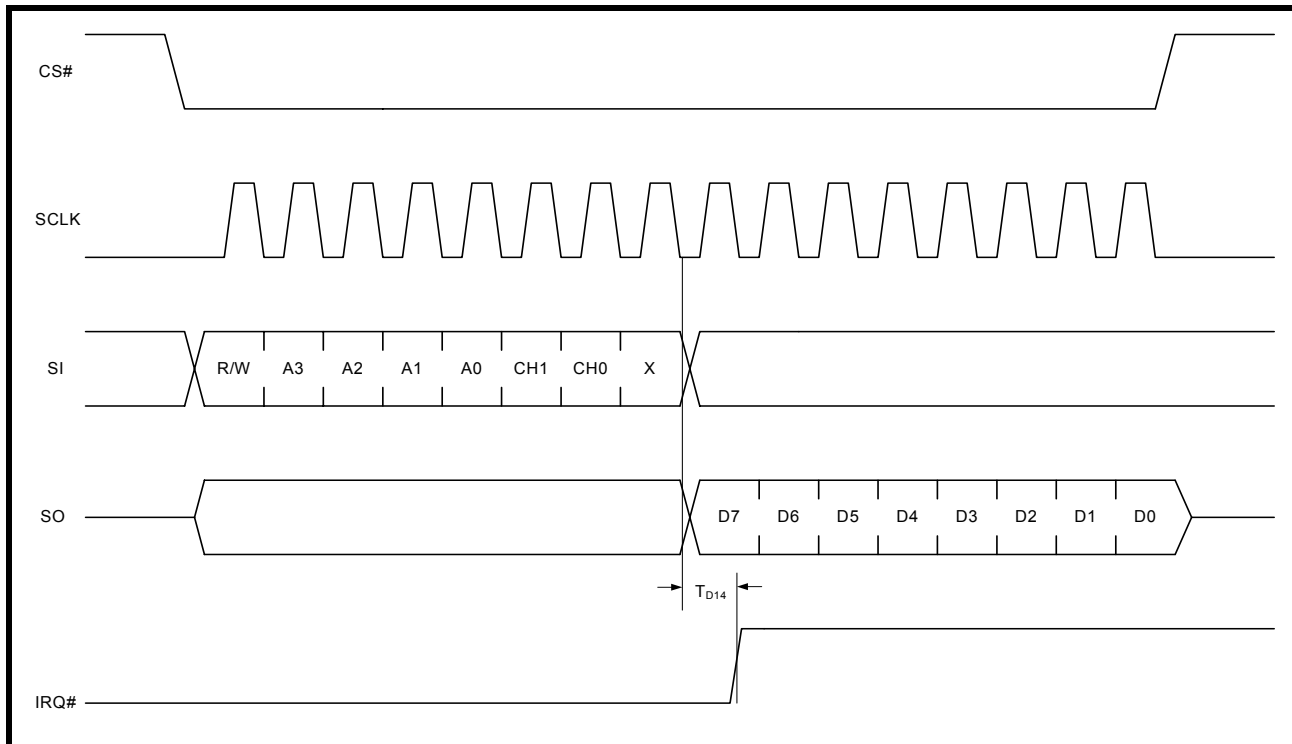 CS#
SCLK
SI
R/W A3 A2 A1 A0 CH1 CH0 X
SO
D7 D6 D5 D4 D3 D2 D1 D0
TD14
IRQ#